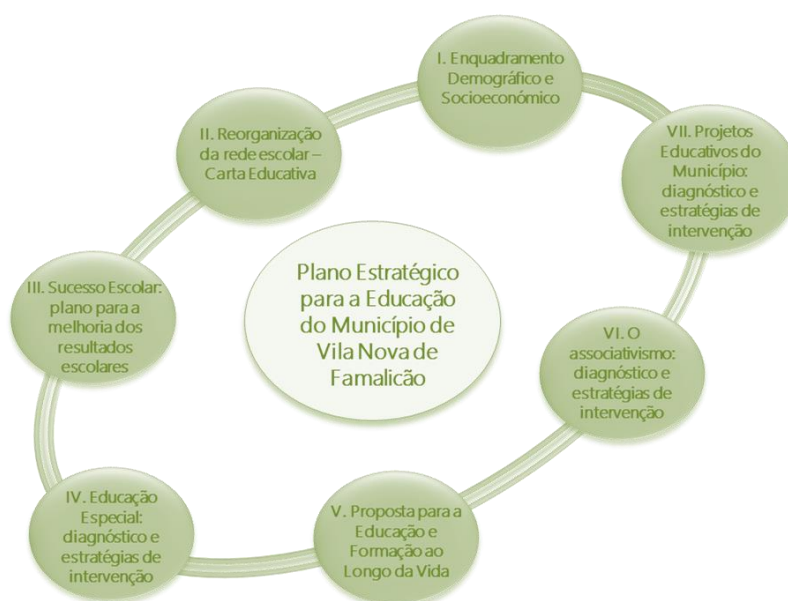 I. Enquadramento
Demográfico e
Socioeconómico
II. Reorganização
da rede escolar –
Carta Educativa
III. Sucesso Escolar:
plano para a
melhoria dos
resultados
escolares
IV. Educação
Especial:
diagnóstico e
estratégias de
intervenção
V. Proposta para a
Educação e
Formação ao
Longo da Vida
VI. O
associativismo:
diagnóstico e
estratégias de
intervenção
VII. Projetos
Educativos do
Município:
diagnóstico e
estratégias de
intervenção
Plano Estratégico
para a Educação
do Município de
Vila Nova de
Famalicão